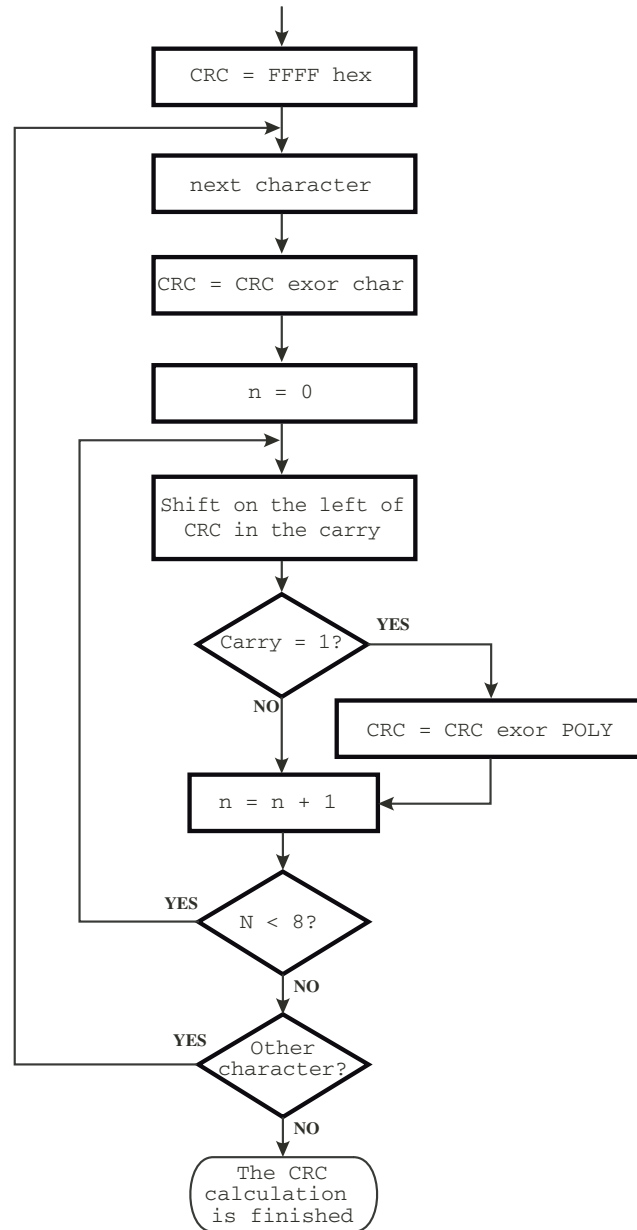 CRC = FFFF hex
next character
CRC = CRC exor char
n = 0
Shift on the left of
CRC in the carry
Carry = 1?
YES
NO
CRC = CRC exor POLY
n = n + 1
YES
N < 8?
NO
YES
Other
character?
NO
The CRC
calculation
is finished